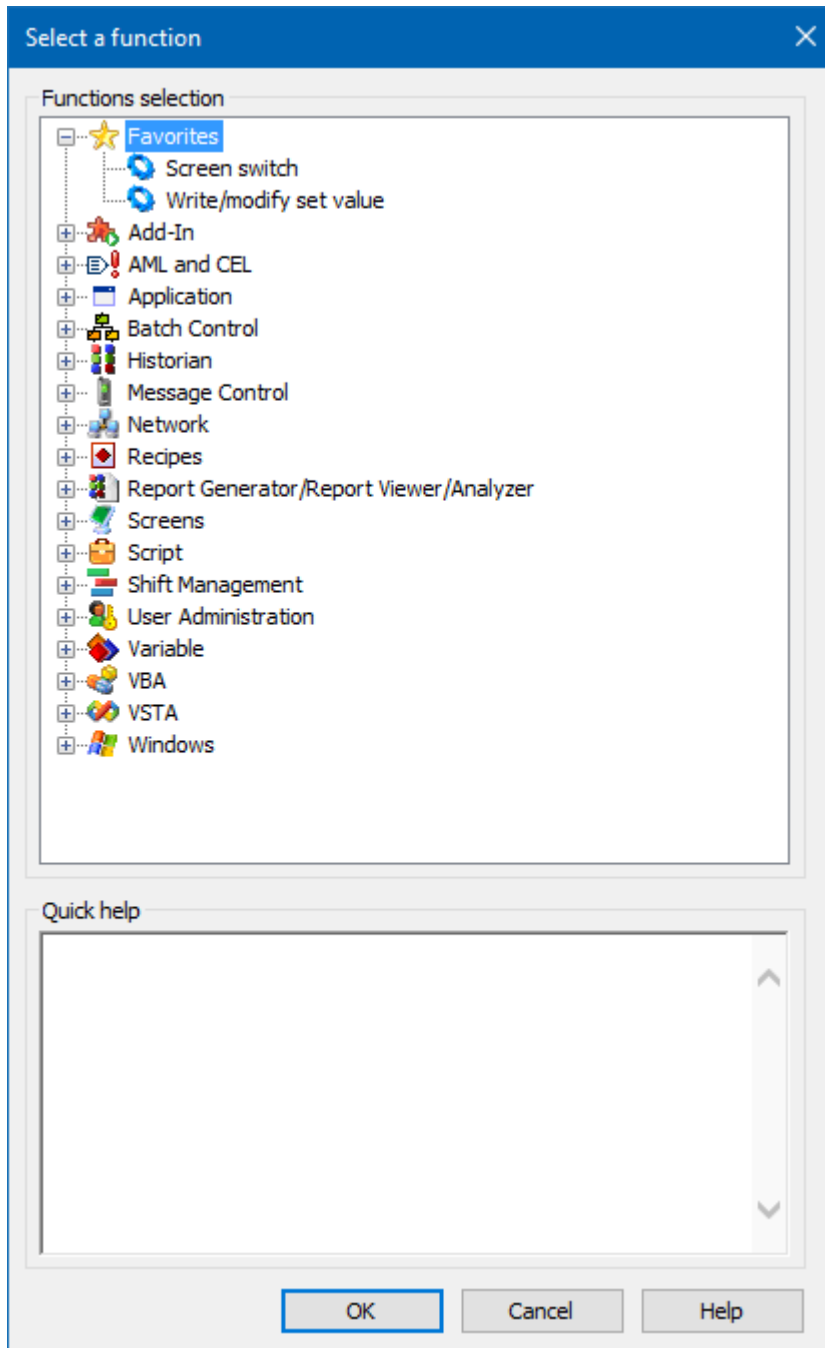 Select a function
Functions selection
Favorites
Screen switch
Write/modify set value
Add-In
AML and CEL
Application
Batch Control
Historian
Message Control
Network
Recipes
Report Generator/Report Viewer/Analyzer
Screens
Script
Shift Management
User Administration
Variable
VBA
VSTA
Windows
Quick help
OK Cancel Help